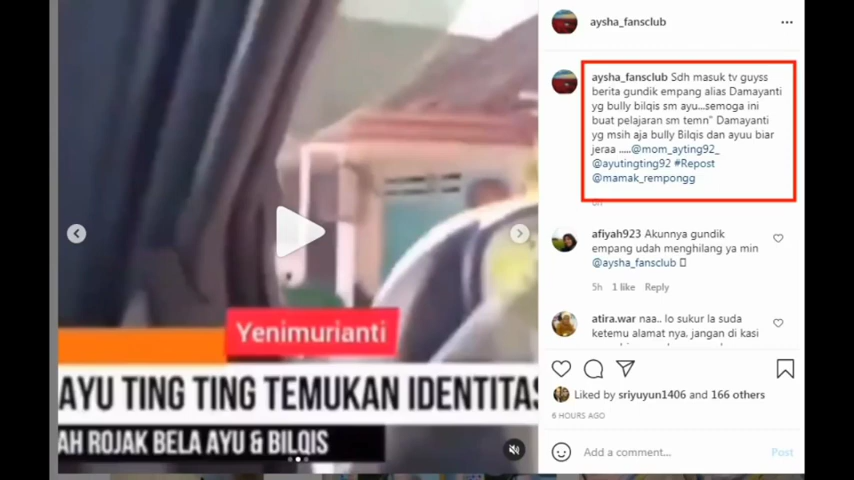 aysha_fansclub
aysha_fansclub Sdh masuk tv guyss
berita gundik empang alias Damayanti
yg bully bilqis sm ayu...semoga ini
buat pelajaran sm temn" Damayanti
yg msih aja bully Bilqis dan ayuu biar
jeraa .....@mom_ayting92_
@ayutingting92 #Repost
@mamak_rempongg
6h
afiyah923 Akunnya gundik
empang udah menghilang ya min
@aysha_fansclub
5h 1 like Reply
atira.war naa.. lo sukur la suda
ketemu alamat nya, jangan di kasi
Liked by sriyuyun1406 and 166 others
6 HOURS AGO
Add a comment... Post
Yenimurianti
AYU TING TING TEMUKAN IDENTITAS
AH ROJAK BELA AYU & BILQIS